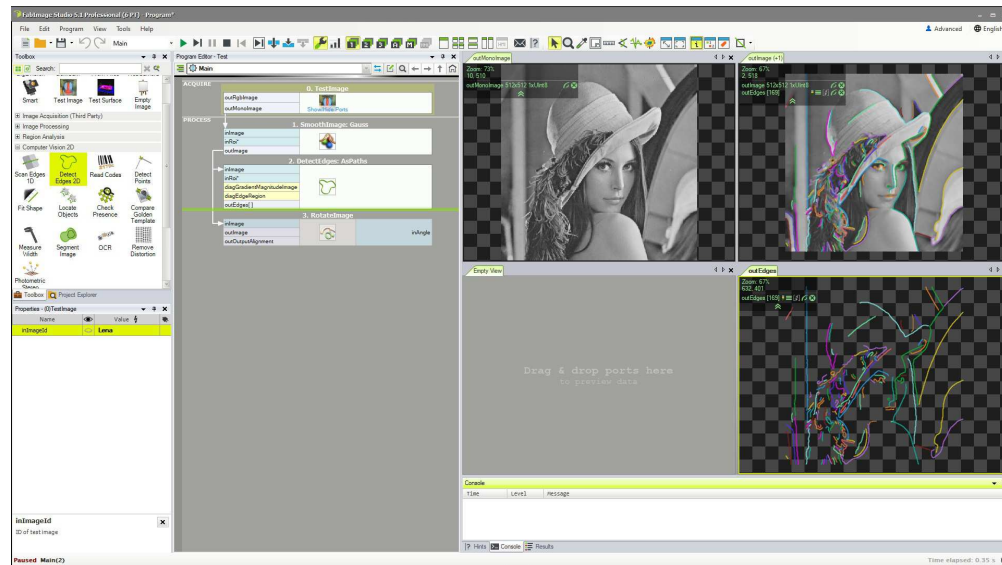 FabImage Studio 5.1 Professional (6 PT) - Program*
File Edit Program View Tools Help
Advanced English
Main
Toolbox
Search:
Smart Test Image Test Surface Empty Image
Image Acquisition (Third Party)
Image Processing
Region Analysis
Computer Vision 2D
Scan Edges 1D Detect Edges 2D Read Codes Detect Points
Fit Shape Locate Objects Check Presence Compare Golden Template
Measure Width Segment Image OCR Remove Distortion
Photometric Stereo
Toolbox Project Explorer
Properties - (0)TestImage
Name Value
inImageId Lena
inImageId
ID of test image
Paused Main(2)
Program Editor - Test
Main
ACQUIRE
0. TestImage
outRgbImage
outMonoImage
Show/Hide Ports
PROCESS
1. SmoothImage: Gauss
inImage
inRoi*
outImage
2. DetectEdges: AsPaths
inImage
inRoi*
diagGradientMagnitudeImage
diagEdgeRegion
outEdges[ ]
3. RotateImage
inImage
outImage
outOutputAlignment
inAngle
outMonoImage
Zoom: 73%
10, 510
outMonoImage 512x512 1xUInt8
outImage (+1)
Zoom: 67%
2, 518
outImage 512x512 1xUInt8
outEdges [169]
Empty View
Drag & drop ports here
to preview data
outEdges
Zoom: 67%
632, 401
outEdges [169]
Console
Time Level Message
Hints Console Results
Time elapsed: 0.35 s